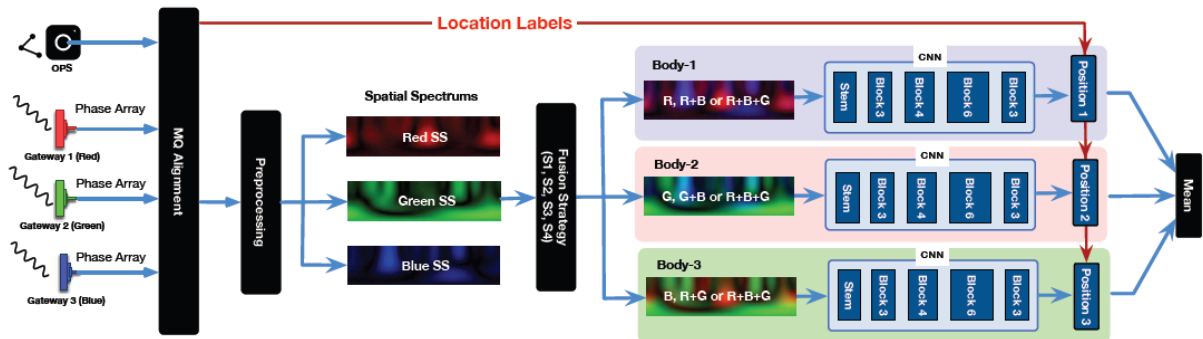 Location Labels
OPS
Phase Array
Gateway 1 (Red)
Phase Array
Gateway 2 (Green)
Phase Array
Gateway 3 (Blue)
MQ Alignment
Preprocessing
Spatial Spectrums
Red SS
Green SS
Blue SS
Fusion Strategy
(S1, S2, S3, S4)
Body-1
R, R+B or R+B+G
CNN
Stem
Block 3
Block 4
Block 6
Block 3
Position 1
Body-2
G, G+B or R+B+G
CNN
Stem
Block 3
Block 4
Block 6
Block 3
Position 2
Body-3
B, R+G or R+B+G
CNN
Stem
Block 3
Block 4
Block 6
Block 3
Position 3
Mean